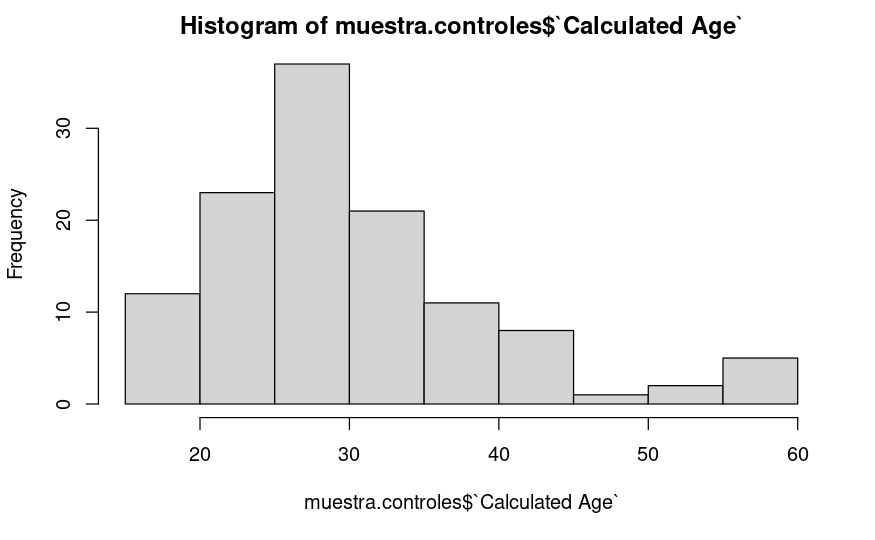 Histogram of muestra.controles$`Calculated Age`
Frequency
30
20
10
0
20 30 40 50 60
muestra.controles$`Calculated Age`